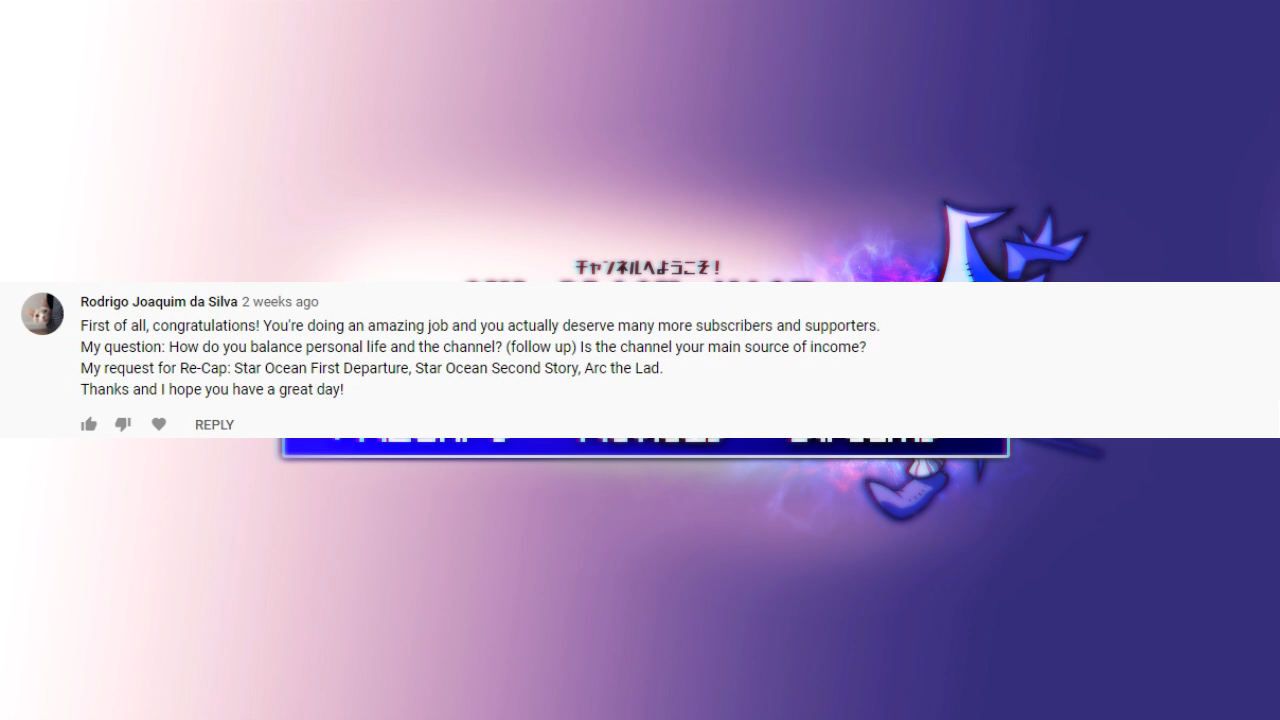 チャンネルへようこそ!
Rodrigo Joaquim da Silva 2 weeks ago
First of all, congratulations! You're doing an amazing job and you actually deserve many more subscribers and supporters.
My question: How do you balance personal life and the channel? (follow up) Is the channel your main source of income?
My request for Re-Cap: Star Ocean First Departure, Star Ocean Second Story, Arc the Lad.
Thanks and I hope you have a great day!
REPLY